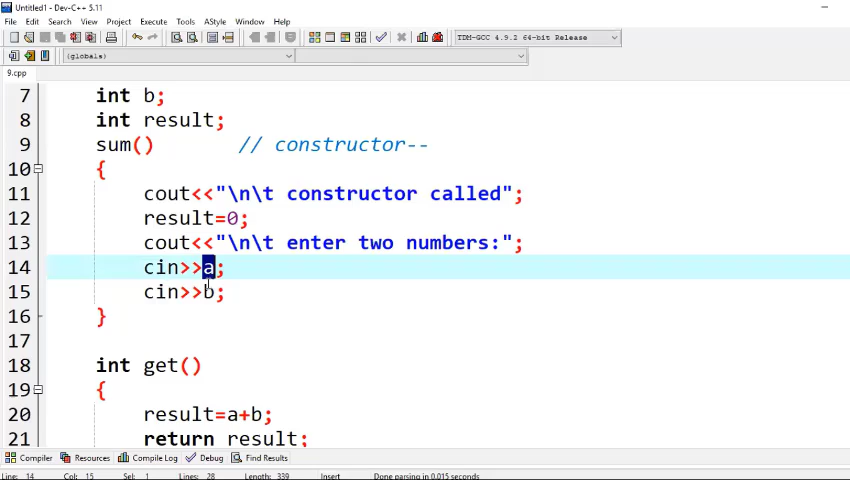 Untitled1 - Dev-C++ 5.11
File Edit Search View Project Execute Tools AStyle Window Help
TDM-GCC 4.9.2 64-bit Release
(globals)
9.cpp
7 int b;
8 int result;
9 sum() // constructor--
10 {
11 cout<<"\n\t constructor called";
12 result=0;
13 cout<<"\n\t enter two numbers:";
14 cin>>a;
15 cin>>b;
16 }
17
18 int get()
19 {
20 result=a+b;
21 return result;
Compiler Resources Compile Log Debug Find Results
Line: 14 Col: 15 Sel: 1 Lines: 28 Length: 339 Insert Done parsing in 0.015 seconds